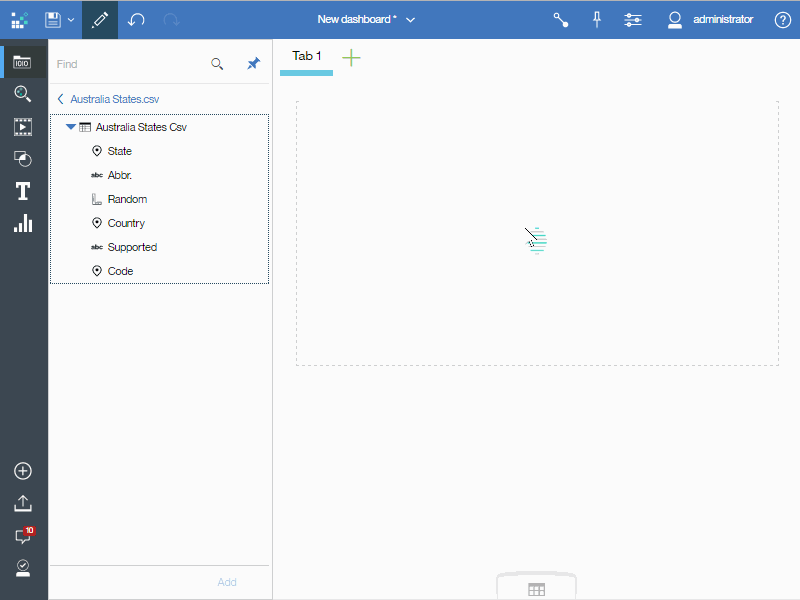 New dashboard *
administrator
?
Find
Tab 1
Australia States.csv
Australia States Csv
State
abc Abbr.
Random
Country
abc Supported
Code
T
10
Add